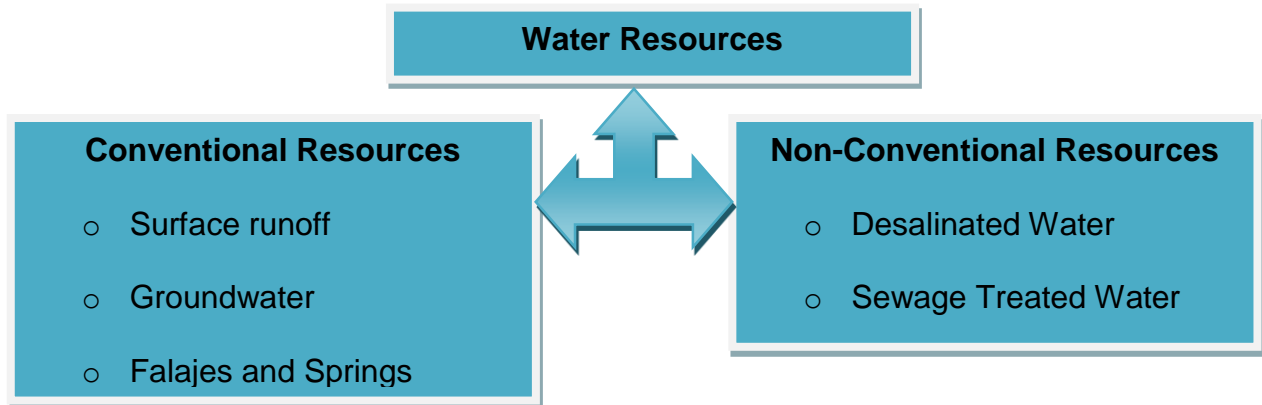 Water Resources
Conventional Resources
o Surface runoff
o Groundwater
o Falajes and Springs
Non-Conventional Resources
o Desalinated Water
o Sewage Treated Water